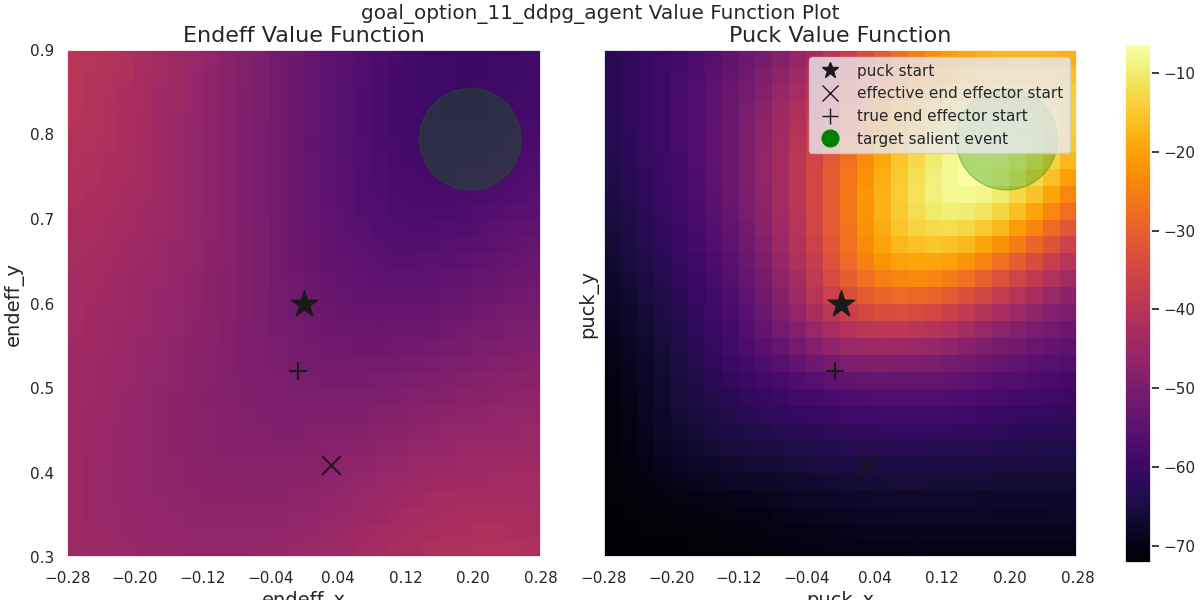 goal_option_11_ddpg_agent Value Function Plot
Endeff Value Function
Puck Value Function
0.9
0.8
0.7
0.6
0.5
0.4
0.3
endeff_y
−0.28 −0.20 −0.12 −0.04 0.04 0.12 0.20 0.28
endeff_x
puck start
effective end effector start
true end effector start
target salient event
puck_y
−0.28 −0.20 −0.12 −0.04 0.04 0.12 0.20 0.28
puck_x
−10
−20
−30
−40
−50
−60
−70